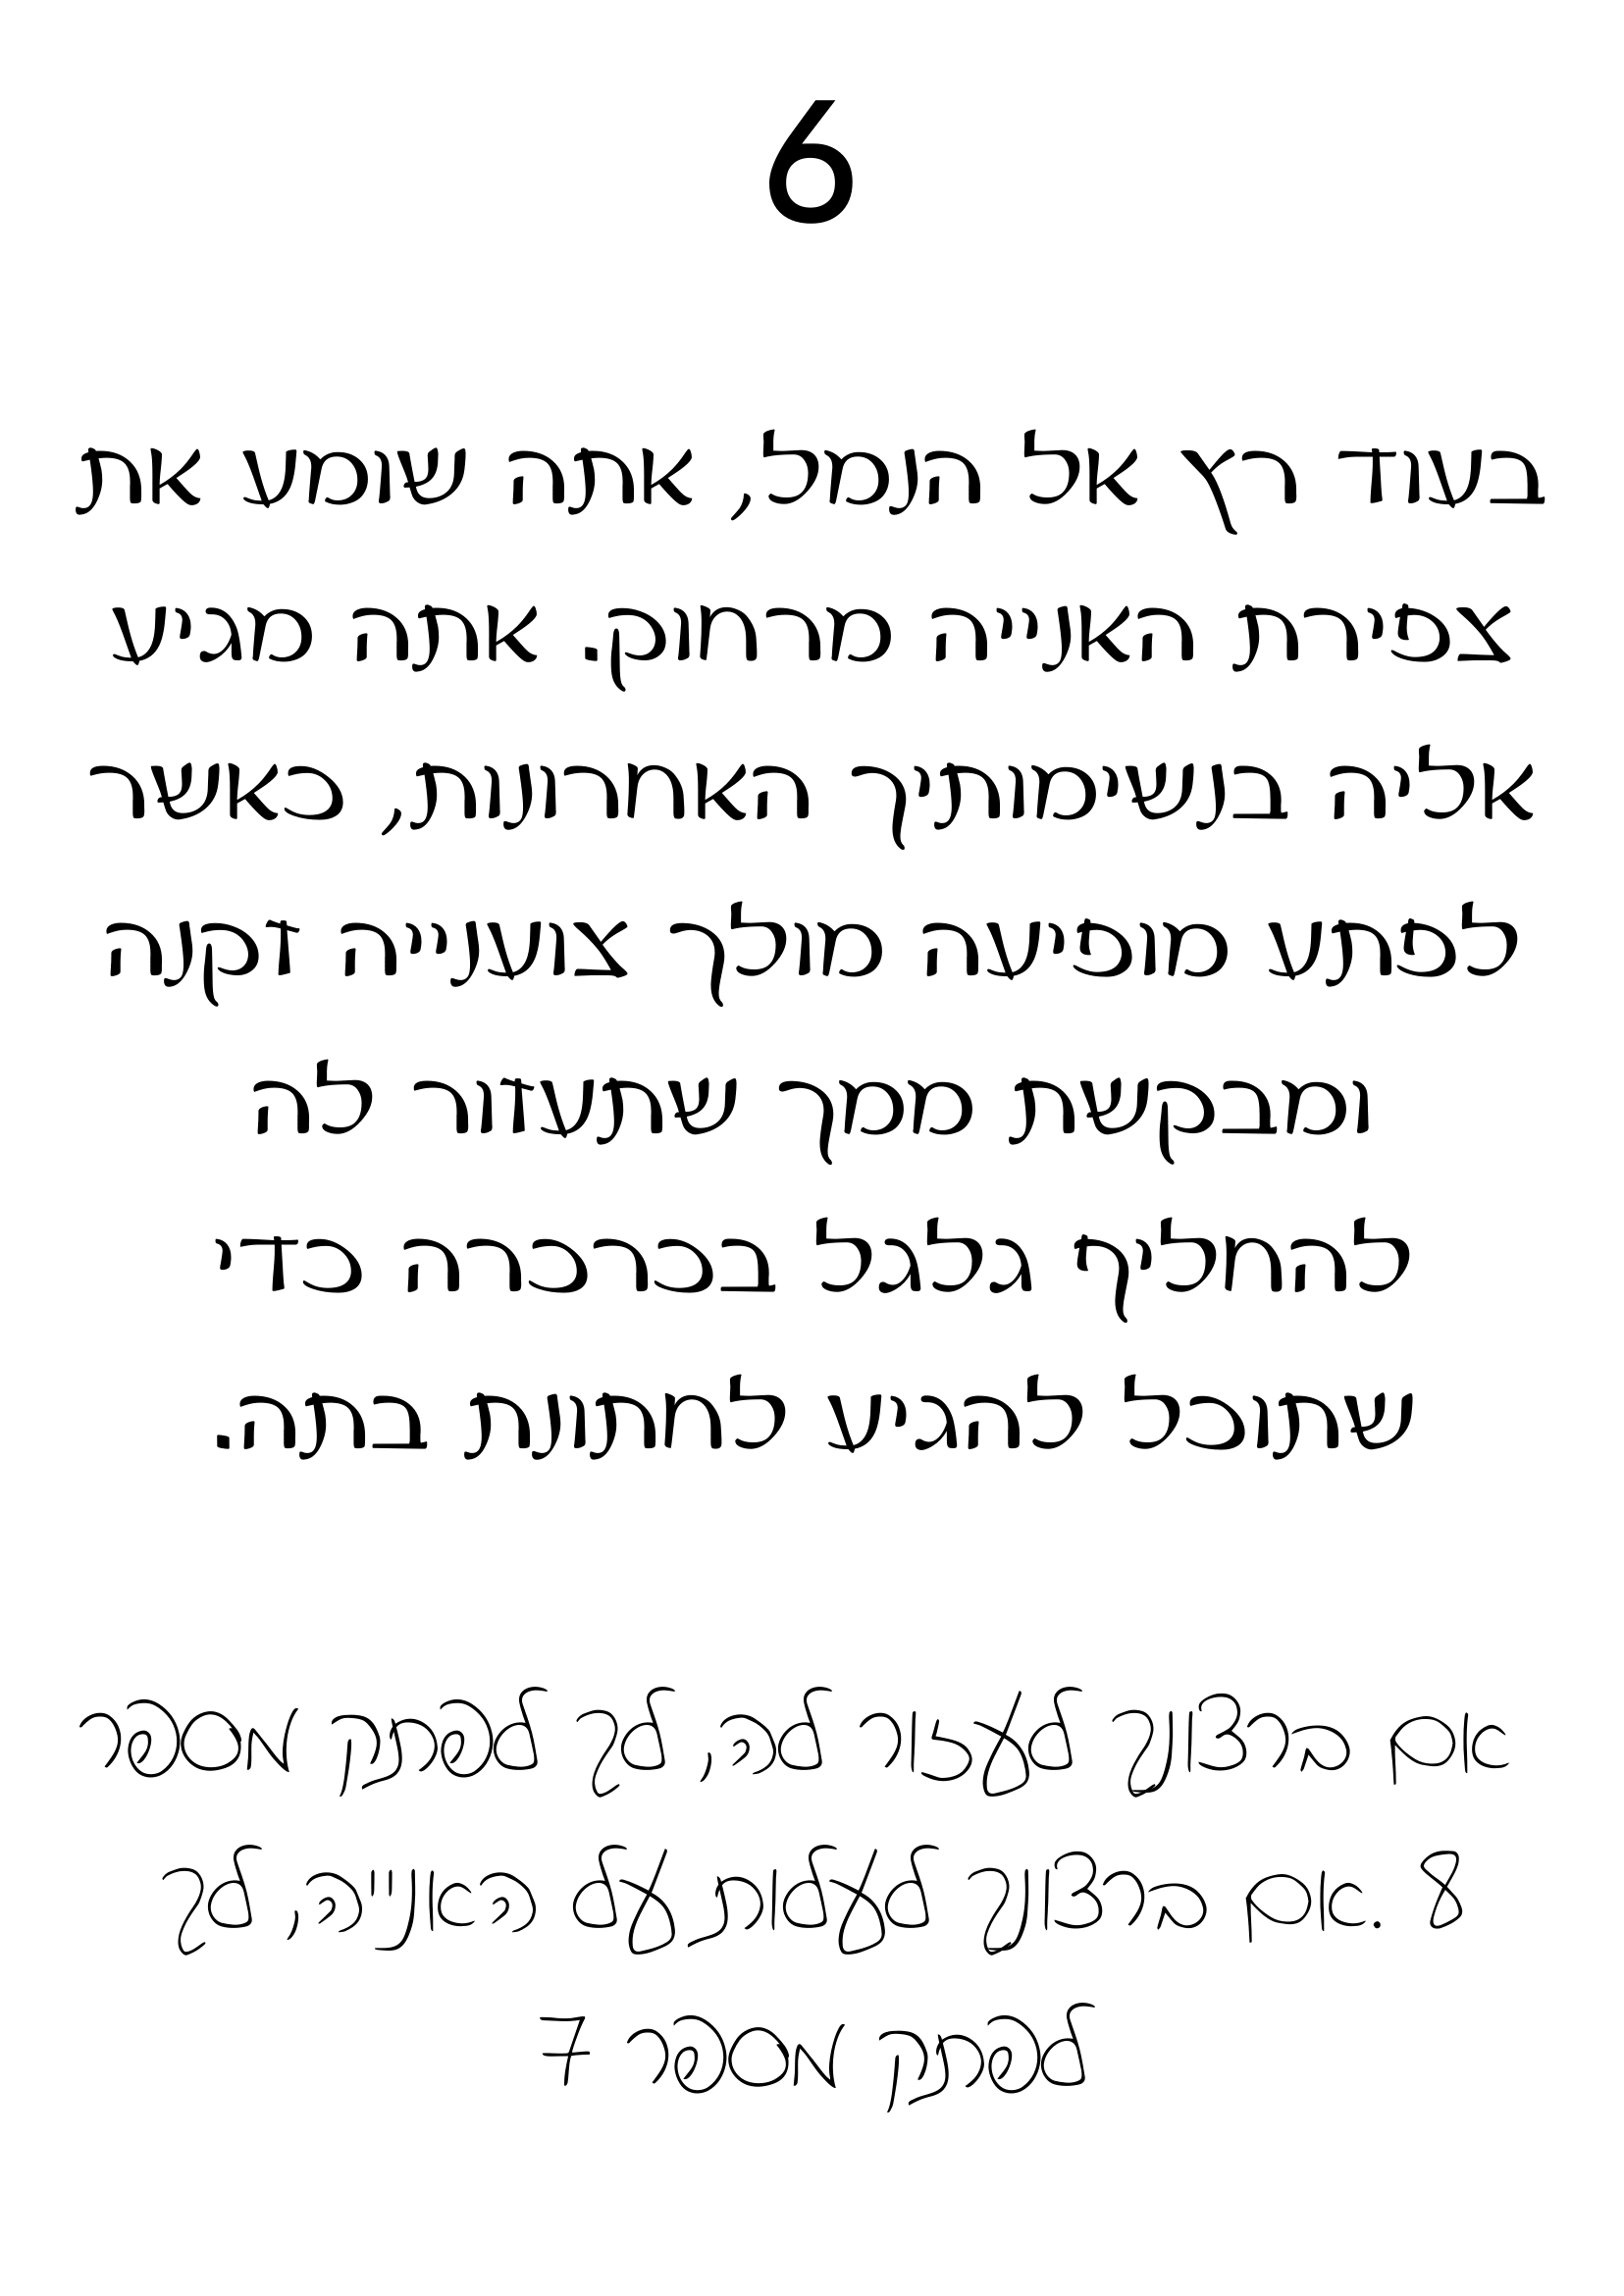 6
בעודך רץ אל הנמל, אתה שומע את
צפירת האנייה מרחוק. אתה מגיע
אליה בנשימותיך האחרונות, כאשר
לפתע מופיעה מולך צוענייה זקנה
ומבקשת ממך שתעזור לה
להחליף גלגל בכרכרה כדי
שתוכל להגיע לחתונת בתה.
אם ברצונך לעזור לה, לך לפתק מספר
8 .אם ברצונך לעלות על האונייה, לך
לפתק מספר 7